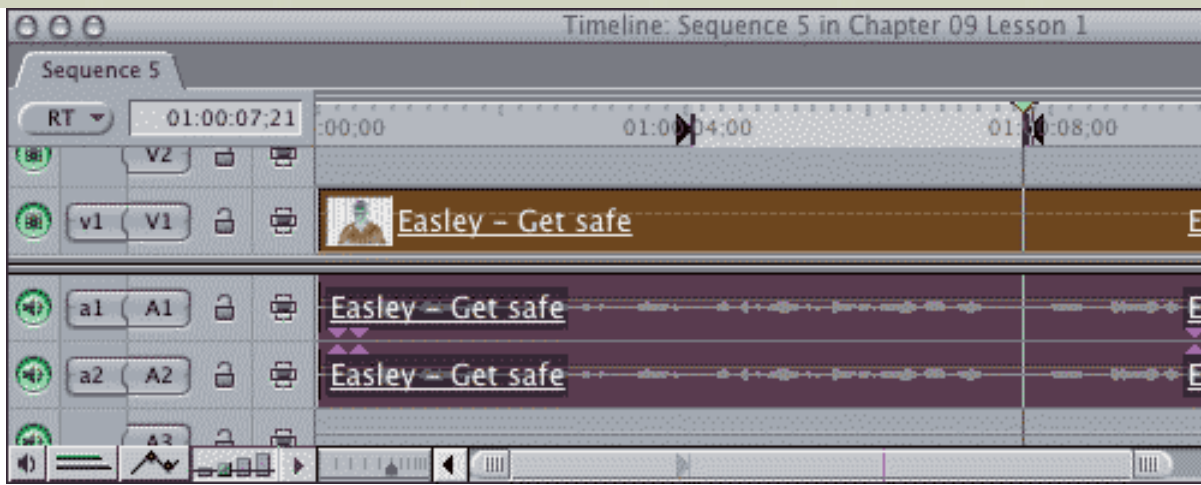 Timeline: Sequence 5 in Chapter 09 Lesson 1
Sequence 5
RT 01:00:07;21 :00;00 01:00:04;00 01:00:08;00
V2
v1 V1 Easley – Get safe E
a1 A1 Easley – Get safe E
a2 A2 Easley – Get safe E
A3